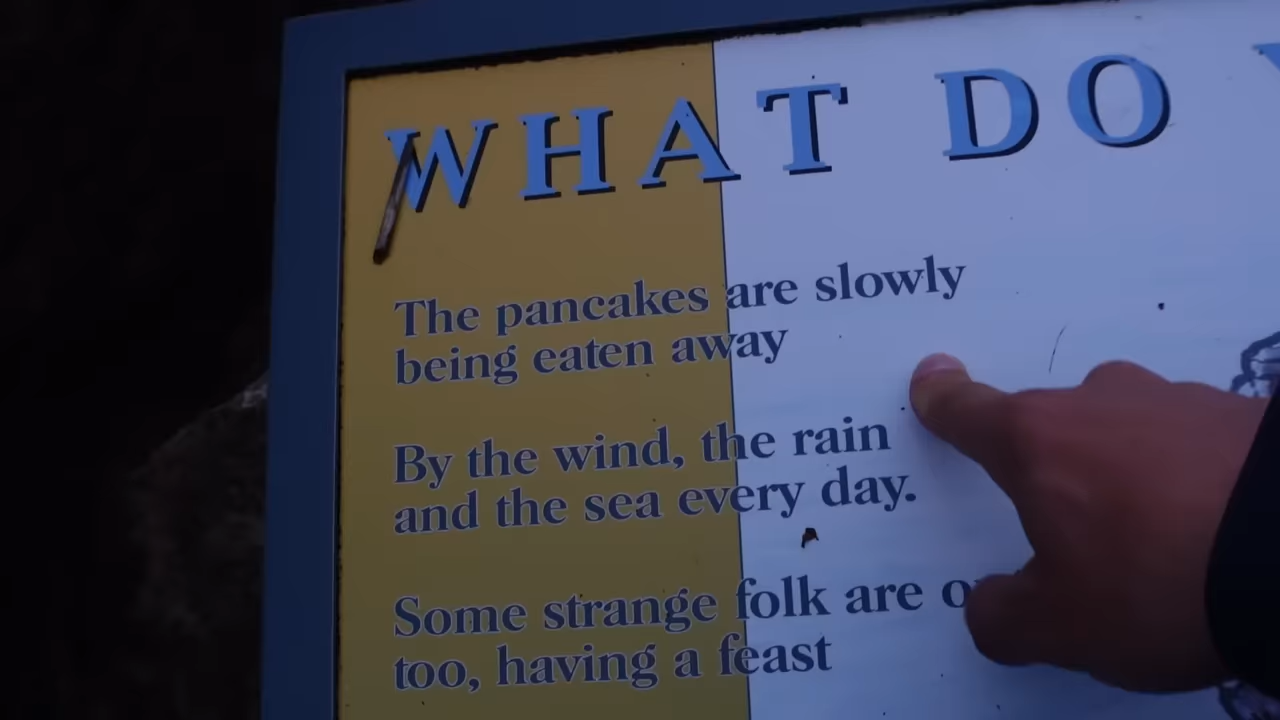 WHAT DO
The pancakes are slowly
being eaten away
By the wind, the rain
and the sea every day.
Some strange folk are
too, having a feast